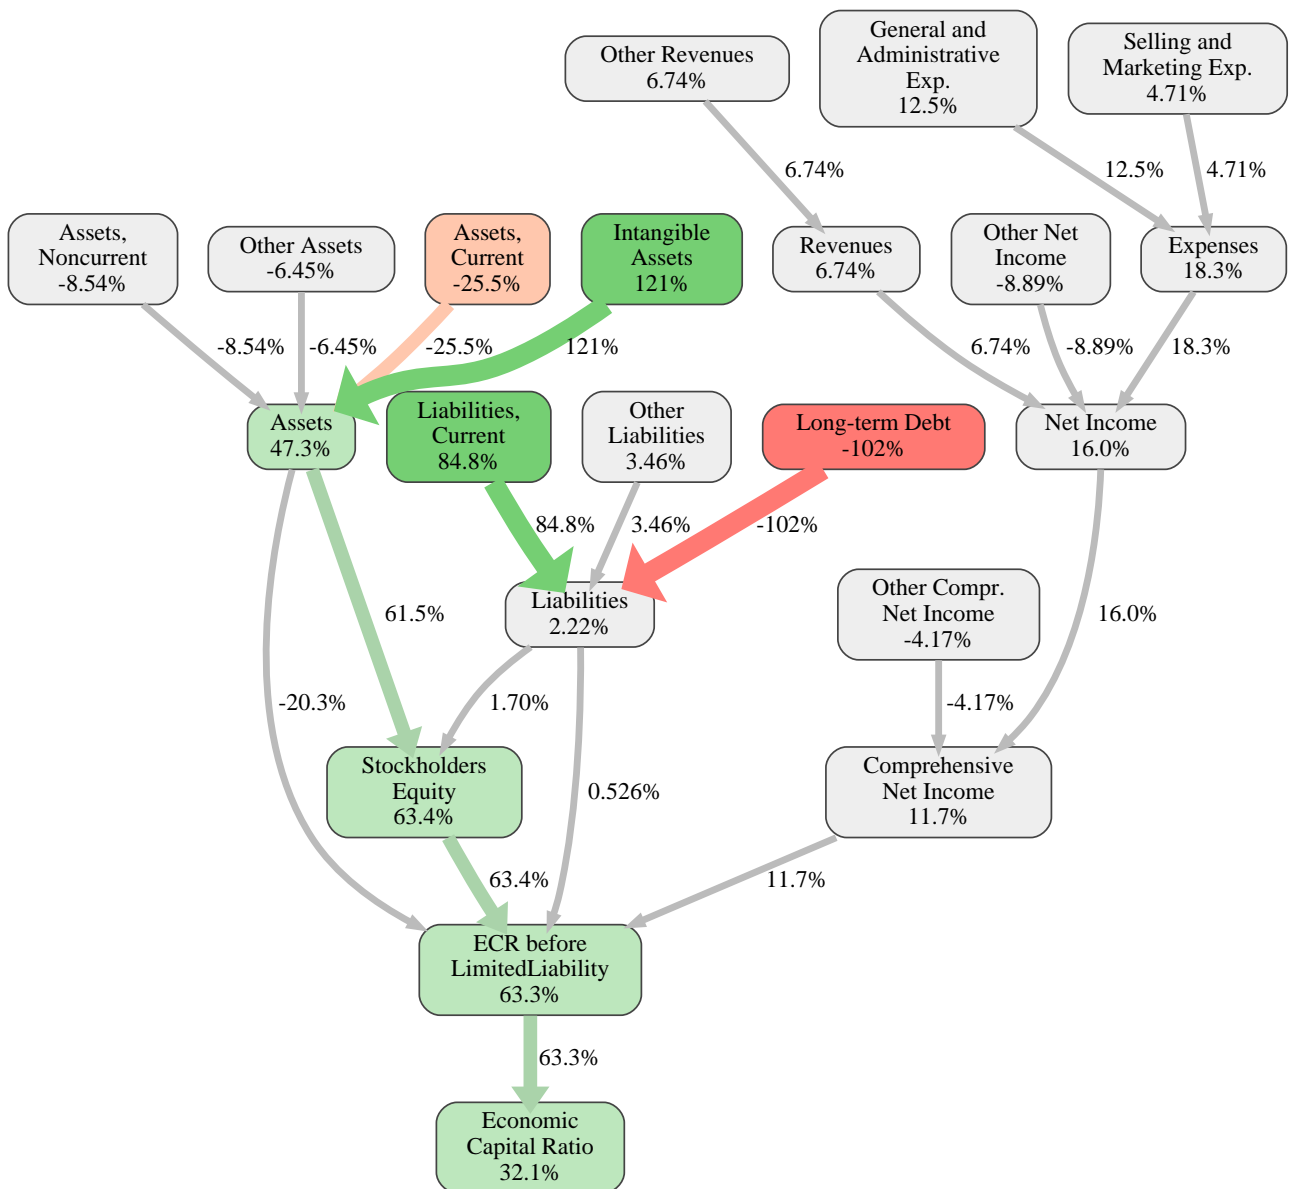 Other Revenues
6.74%
General and
Administrative
Exp.
12.5%
Selling and
Marketing Exp.
4.71%
6.74%
12.5%
4.71%
Assets,
Noncurrent
-8.54%
Other Assets
-6.45%
Assets,
Current
-25.5%
Intangible
Assets
121%
Revenues
6.74%
Other Net
Income
-8.89%
Expenses
18.3%
-8.54%
-6.45%
-25.5%
121%
6.74%
-8.89%
18.3%
Assets
47.3%
Liabilities,
Current
84.8%
Other
Liabilities
3.46%
Long-term Debt
-102%
Net Income
16.0%
84.8%
3.46%
-102%
61.5%
Liabilities
2.22%
Other Compr.
Net Income
-4.17%
16.0%
-20.3%
1.70%
-4.17%
Stockholders
Equity
63.4%
0.526%
Comprehensive
Net Income
11.7%
63.4%
11.7%
ECR before
LimitedLiability
63.3%
63.3%
Economic
Capital Ratio
32.1%